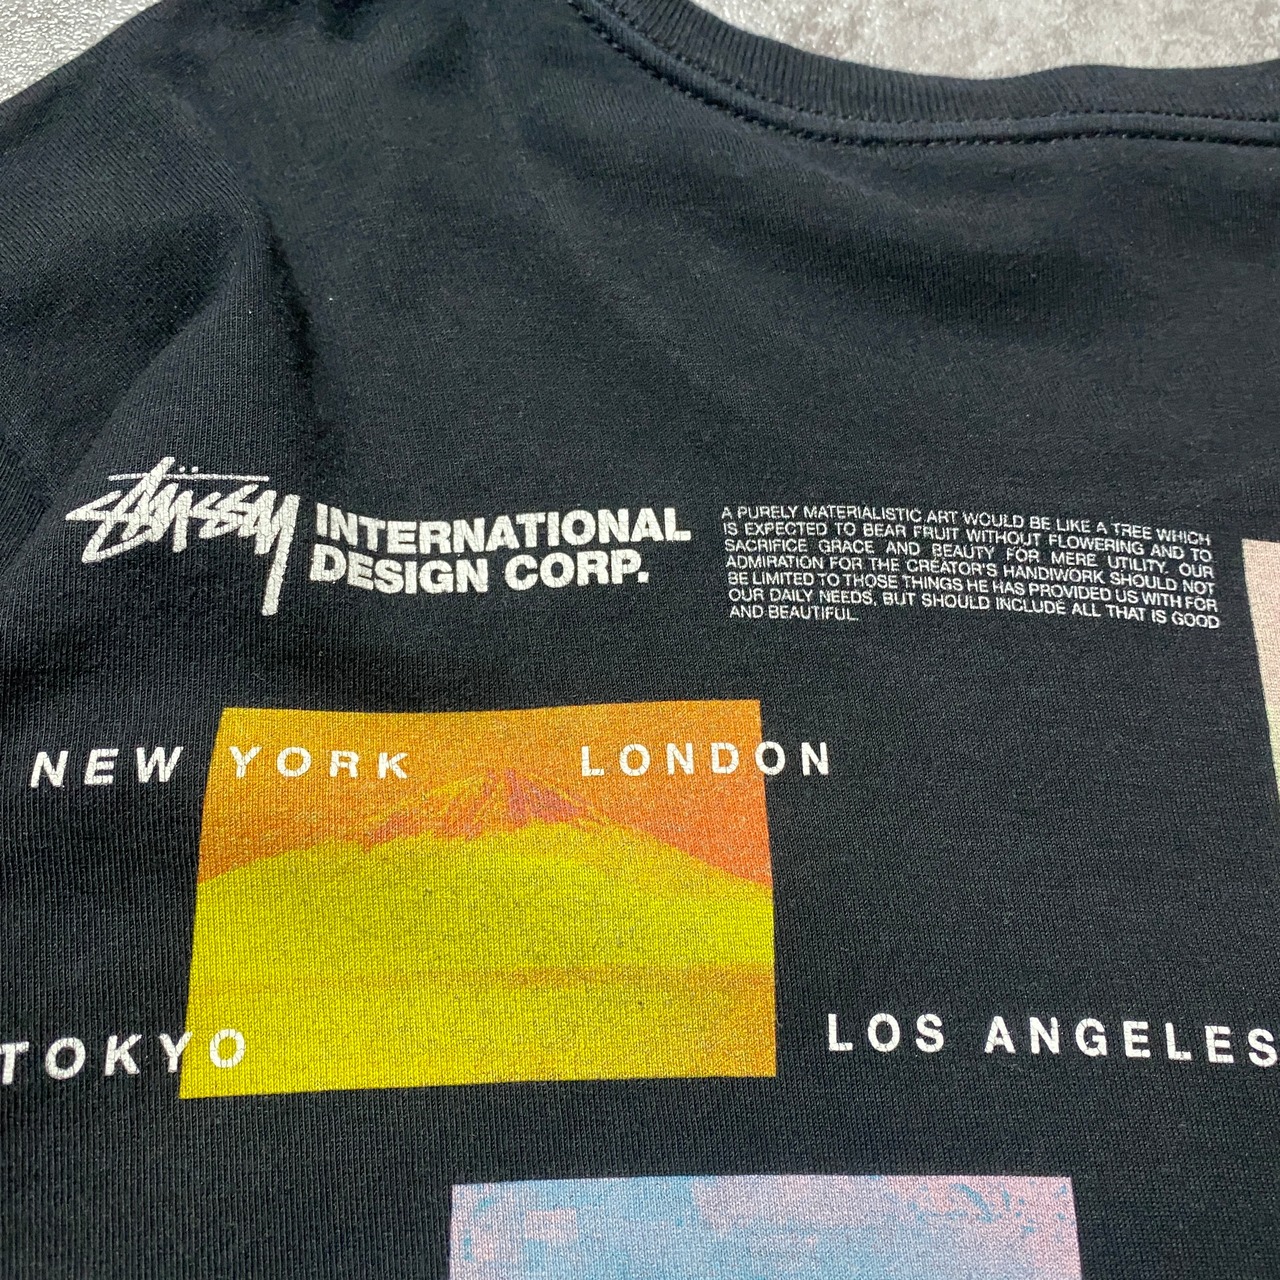 STÜSSY
INTERNATIONAL
DESIGN CORP.
A PURELY MATERIALISTIC ART WOULD BE LIKE A TREE WHICH
IS EXPECTED TO BEAR FRUIT WITHOUT FLOWERING AND TO
SACRIFICE GRACE AND BEAUTY FOR MERE UTILITY. OUR
ADMIRATION FOR THE CREATOR'S HANDIWORK SHOULD NOT
BE LIMITED TO THOSE THINGS HE HAS PROVIDED US WITH FOR
OUR DAILY NEEDS, BUT SHOULD INCLUDE ALL THAT IS GOOD
AND BEAUTIFUL.
NEW YORK LONDON
TOKYO LOS ANGELES